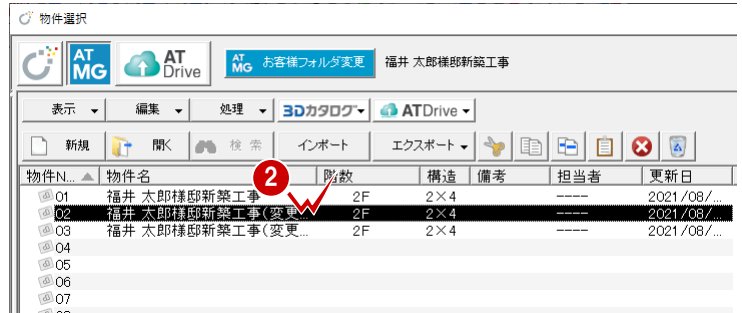 物件選択
AT MG AT Drive AT MG お客様フォルダ変更 福井 太郎様邸新築工事
表示 編集 処理 3Dカタログ ATDrive
新規 開く 検索 インポート エクスポート
物件N... 物件名 階数 構造 備考 担当者 更新日
01 福井 太郎様邸新築工事 2F 2×4 ---- 2021/08/...
2
02 福井 太郎様邸新築工事(変更... 2F 2×4 ---- 2021/08/...
03 福井 太郎様邸新築工事(変更... 2F 2×4 ---- 2021/08/...
04
05
06
07